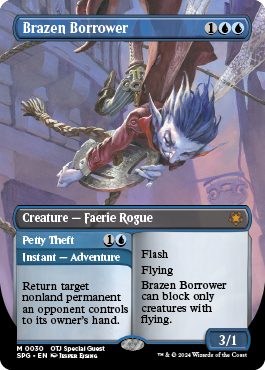 Brazen Borrower 1
Creature — Faerie Rogue
Petty Theft 1
Instant — Adventure
Return target
nonland permanent
an opponent controls
to its owner's hand.
Flash
Flying
Brazen Borrower
can block only
creatures with
flying.
3/1
M 0030 OTJ Special Guest
SPG • EN Jesper Ejsing
™ & © 2024 Wizards of the Coast